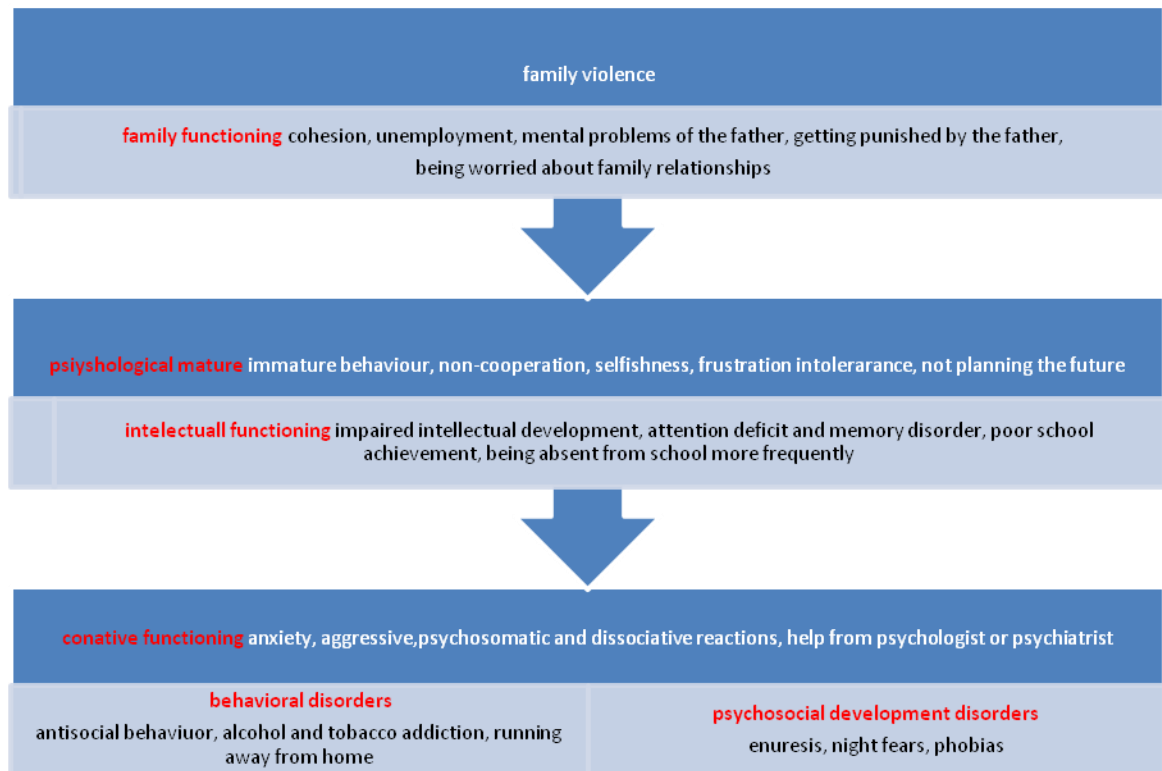 family violence
family functioning cohesion, unemployment, mental problems of the father, getting punished by the father,
being worried about family relationships
psiyshological mature immature behaviour, non-cooperation, selfishness, frustration intolerarance, not planning the future
intelectuall functioning impaired intellectual development, attention deficit and memory disorder, poor school
achievement, being absent from school more frequently
conative functioning anxiety, aggressive,psychosomatic and dissociative reactions, help from psychologist or psychiatrist
behavioral disorders
antisocial behaviuor, alcohol and tobacco addiction, running
away from home
psychosocial development disorders
enuresis, night fears, phobias